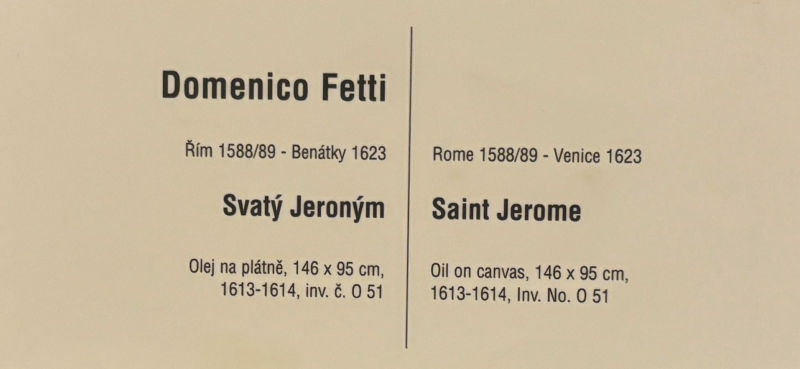 Domenico Fetti
Řím 1588/89 - Benátky 1623
Svatý Jeroným
Olej na plátně, 146 x 95 cm,
1613-1614, inv. č. O 51
Rome 1588/89 - Venice 1623
Saint Jerome
Oil on canvas, 146 x 95 cm,
1613-1614, Inv. No. O 51